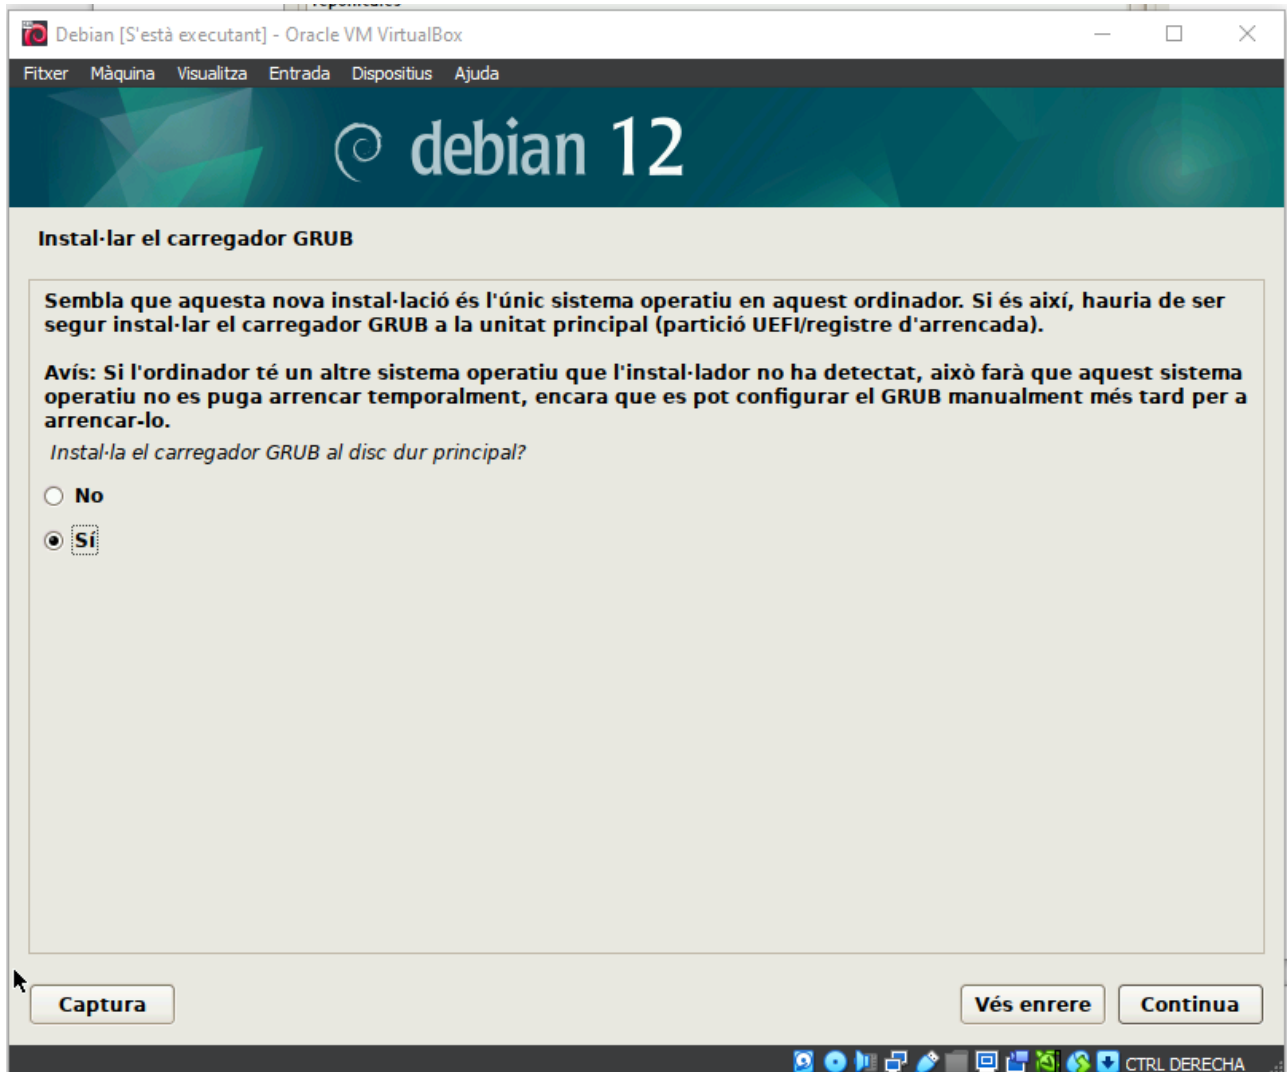 Debian [S'està executant] - Oracle VM VirtualBox
Fitxer Màquina Visualitza Entrada Dispositius Ajuda
debian 12
Instal·lar el carregador GRUB
Sembla que aquesta nova instal·lació és l'únic sistema operatiu en aquest ordinador. Si és així, hauria de ser
segur instal·lar el carregador GRUB a la unitat principal (partició UEFI/registre d'arrencada).
Avís: Si l'ordinador té un altre sistema operatiu que l'instal·lador no ha detectat, això farà que aquest sistema
operatiu no es puga arrencar temporalment, encara que es pot configurar el GRUB manualment més tard per a
arrencar-lo.
Instal·la el carregador GRUB al disc dur principal?
No
Sí
Captura
Vés enrere
Continua
CTRL DERECHA